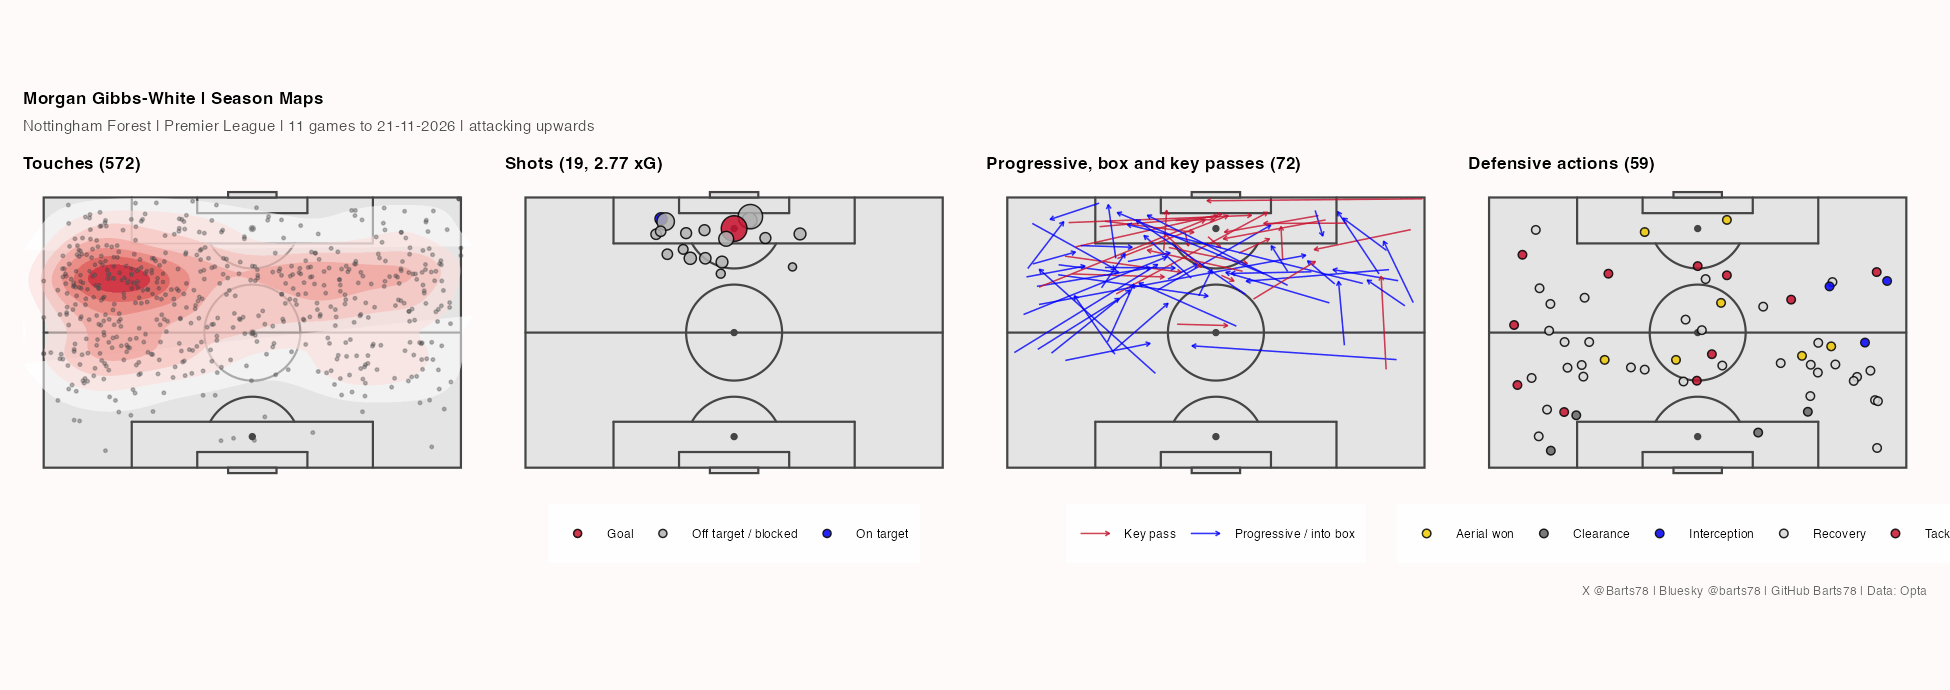 Morgan Gibbs-White | Season Maps
Nottingham Forest | Premier League | 11 games to 21-11-2026 | attacking upwards
Touches (572)
Shots (19, 2.77 xG)
Progressive, box and key passes (72)
Defensive actions (59)
Goal
Off target / blocked
On target
Key pass
Progressive / into box
Aerial won
Clearance
Interception
Recovery
Tack
X @Barts78 | Bluesky @barts78 | GitHub Barts78 | Data: Opta